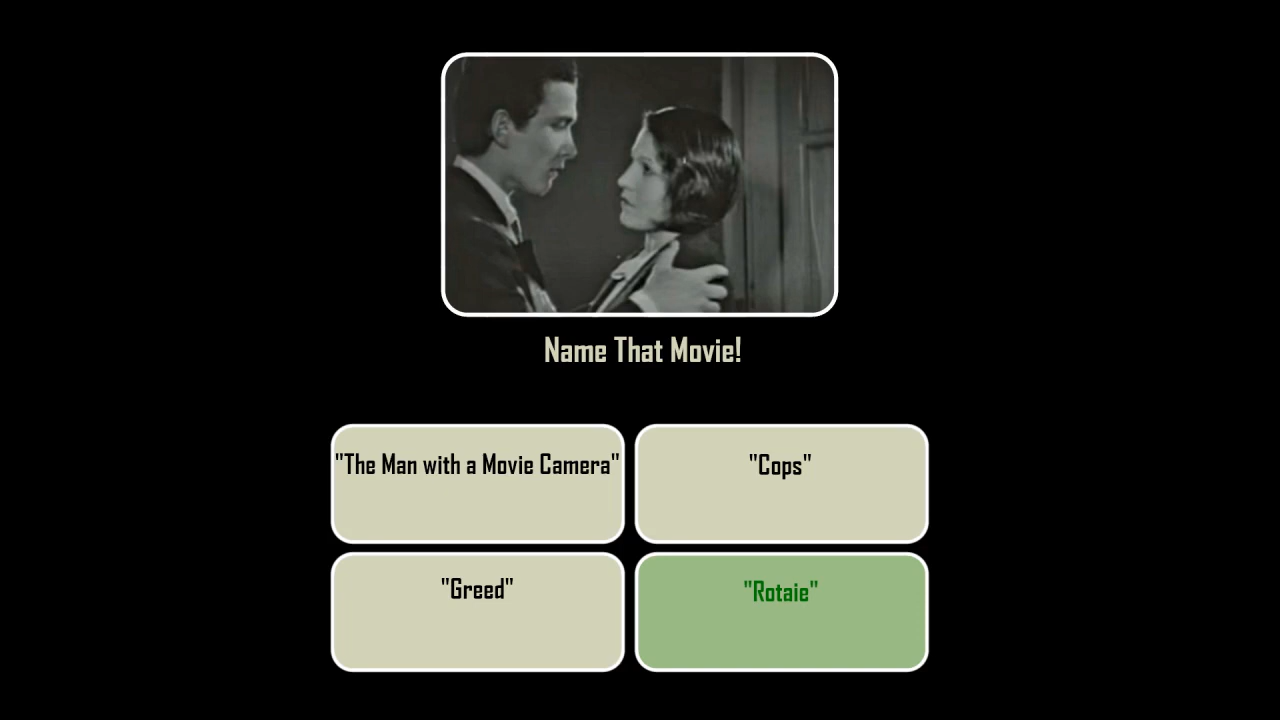 Name That Movie!
"The Man with a Movie Camera"
"Cops"
"Greed"
"Rotaie"